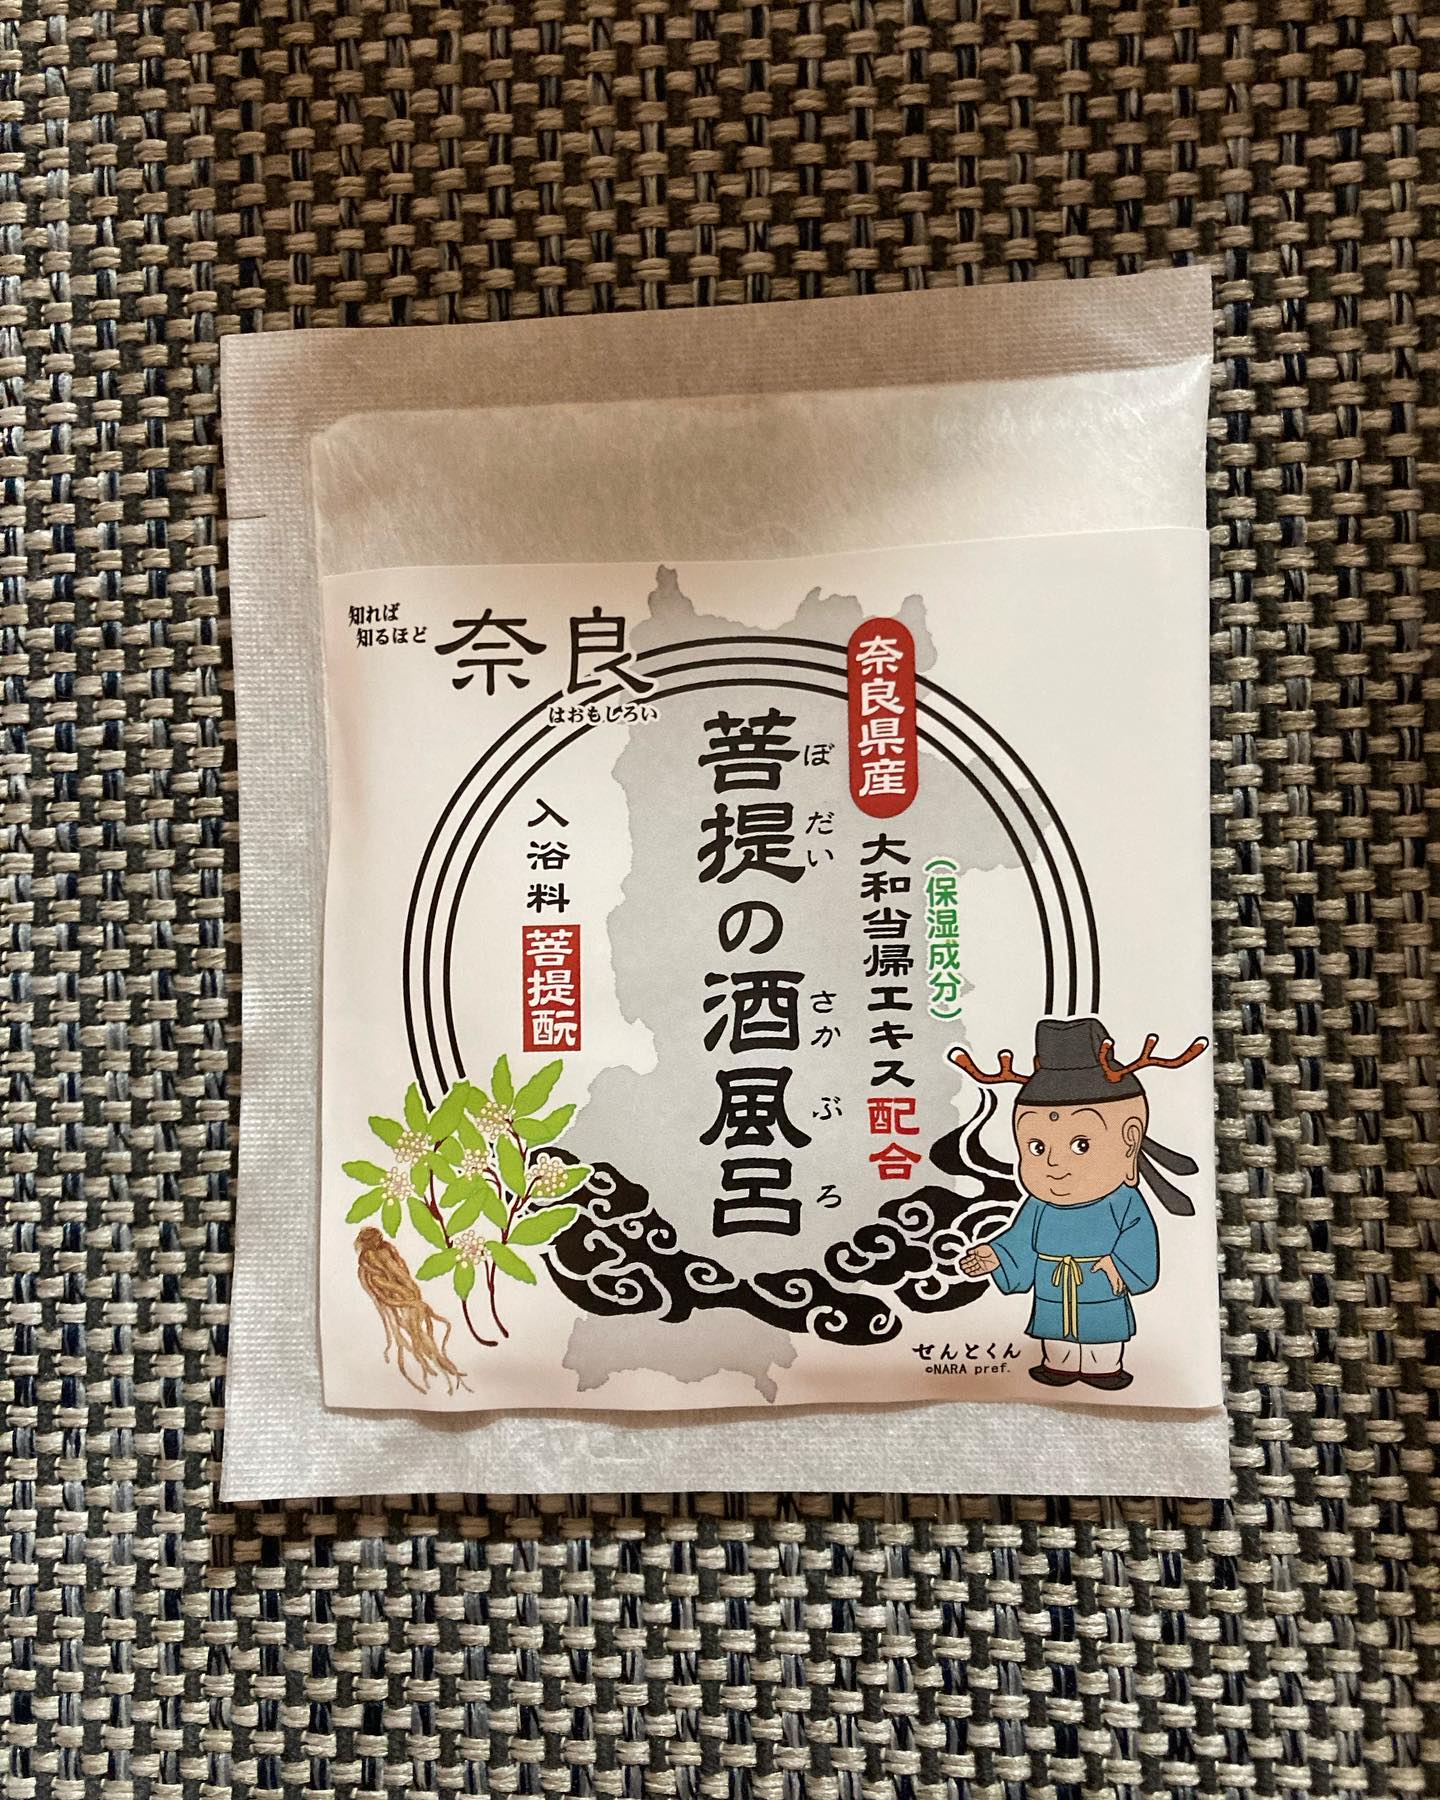 知れば
知るほど
奈良
はおもしろい
奈良県産
大和当帰エキス配合
(保湿成分)
菩提の酒風呂
ぼだい さかぶろ
入浴料
菩提酛
せんとくん
©NARA pref.